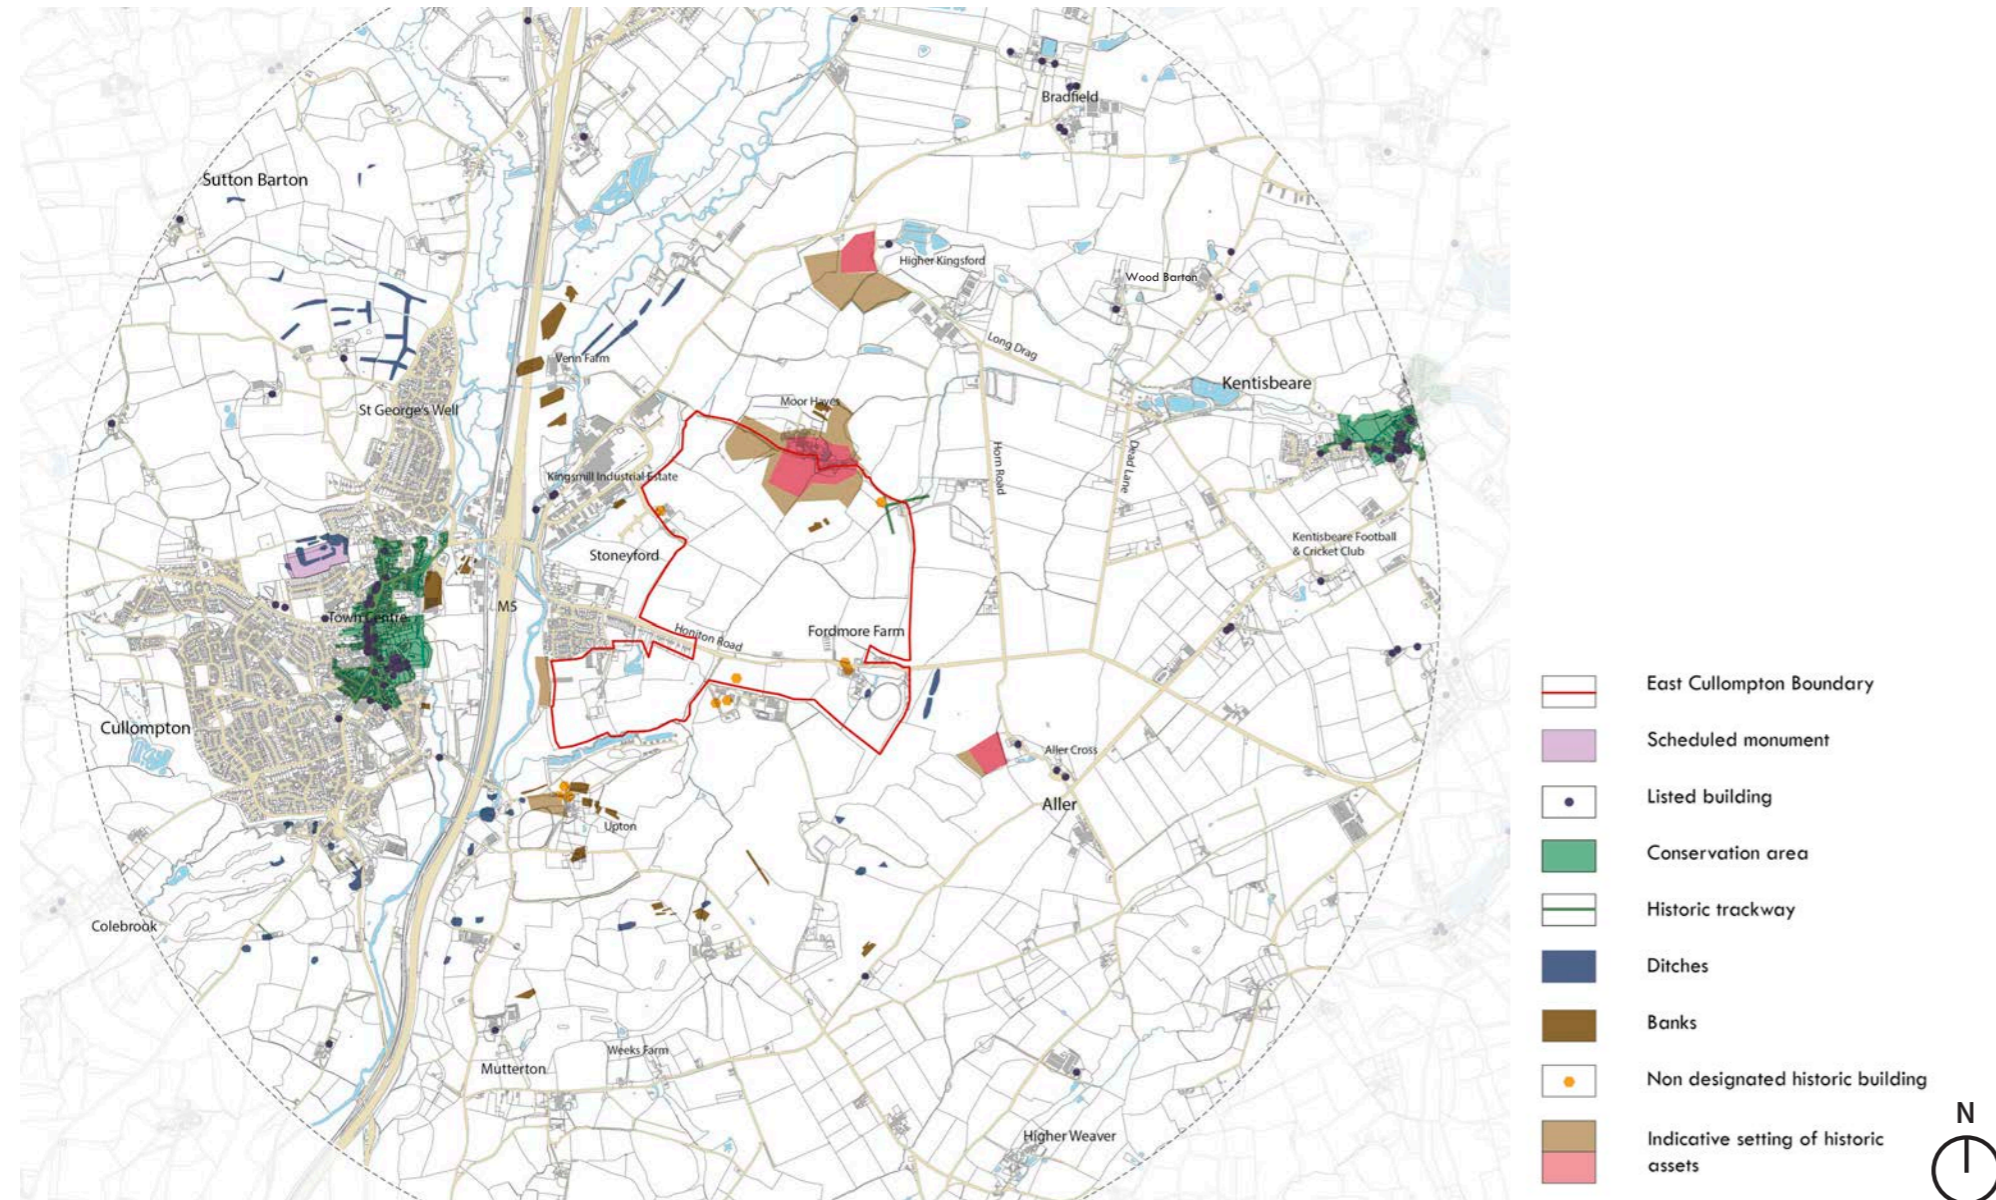 Bradfield
Sutton Barton
Higher Kingsford
Wood Barton
Long Drag
Venn Farm
Kentisbeare
St George's Well
Moor Hayes
Horn Road
Dead Lane
Kingsmill Industrial Estate
Kentisbeare Football
& Cricket Club
Stoneyford
M5
Town Centre
Honiton Road
Fordmore Farm
Cullompton
Aller Cross
Aller
Upton
Colebrook
Weeks Farm
Mutterton
Higher Weaver
East Cullompton Boundary
Scheduled monument
Listed building
Conservation area
Historic trackway
Ditches
Banks
Non designated historic building
Indicative setting of historic
assets
N